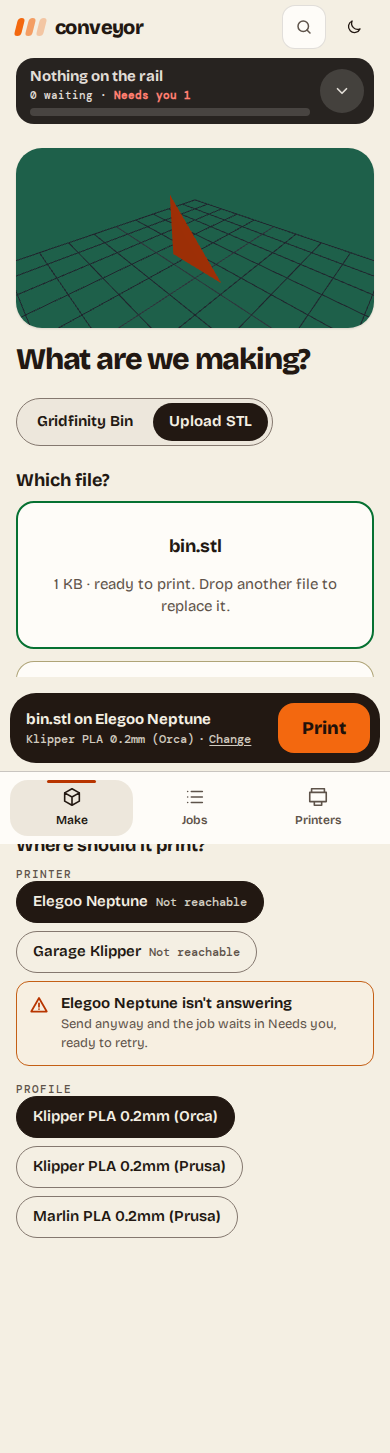 conveyor
Nothing on the rail
0 waiting · Needs you 1
What are we making?
Gridfinity Bin
Upload STL
Which file?
bin.stl
1 KB · ready to print. Drop another file to
replace it.
bin.stl on Elegoo Neptune
Klipper PLA 0.2mm (Orca) · Change
Print
Make
Jobs
Printers
Where should it print?
PRINTER
Elegoo Neptune Not reachable
Garage Klipper Not reachable
Elegoo Neptune isn't answering
Send anyway and the job waits in Needs you,
ready to retry.
PROFILE
Klipper PLA 0.2mm (Orca)
Klipper PLA 0.2mm (Prusa)
Marlin PLA 0.2mm (Prusa)